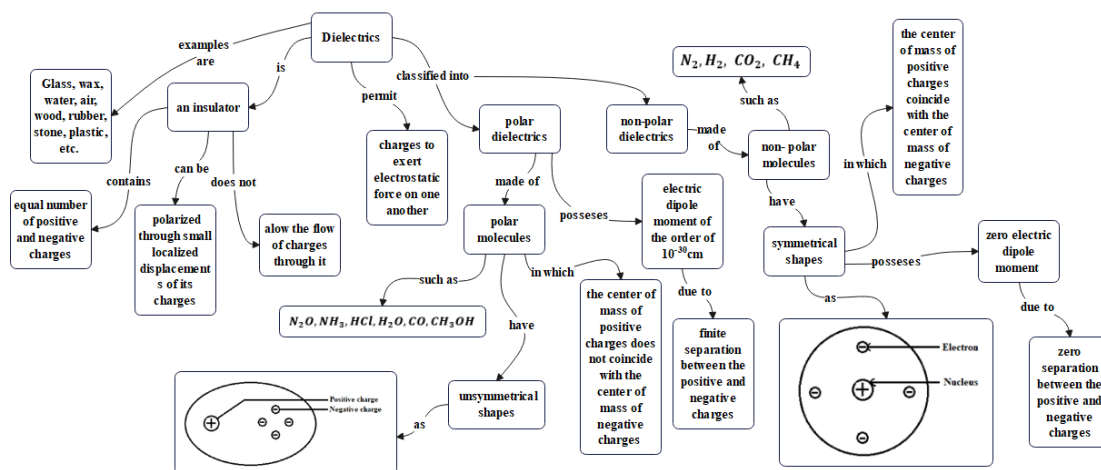 Dielectrics
examples
are
is
permit
classified into
Glass, wax,
water, air,
wood, rubber,
stone, plastic,
etc.
an insulator
contains
can be
does not
equal number
of positive
and negative
charges
polarized
through small
localized
displacement
s of its
charges
alow the flow
of charges
through it
charges to
exert
electrostatic
force on one
another
polar
dielectrics
made of
posseses
polar
molecules
such as
N₂O, NH₃, HCl, H₂O, CO, CH₃OH
have
in which
unsymmetrical
shapes
as
Positive charge
Negative charge
the center of
mass of
positive
charges does
not coincide
with the
center of
mass of
negative
charges
electric
dipole
moment of
the order of
10⁻³⁰cm
due to
finite
separation
between the
positive and
negative
charges
non-polar
dielectrics
made
of
non- polar
molecules
such as
N₂, H₂, CO₂, CH₄
have
symmetrical
shapes
in which
the center
of mass of
positive
charges
coincide
with the
center of
mass of
negative
charges
posseses
zero electric
dipole
moment
due to
zero
separation
between the
positive and
negative
charges
as
Electron
Nucleus